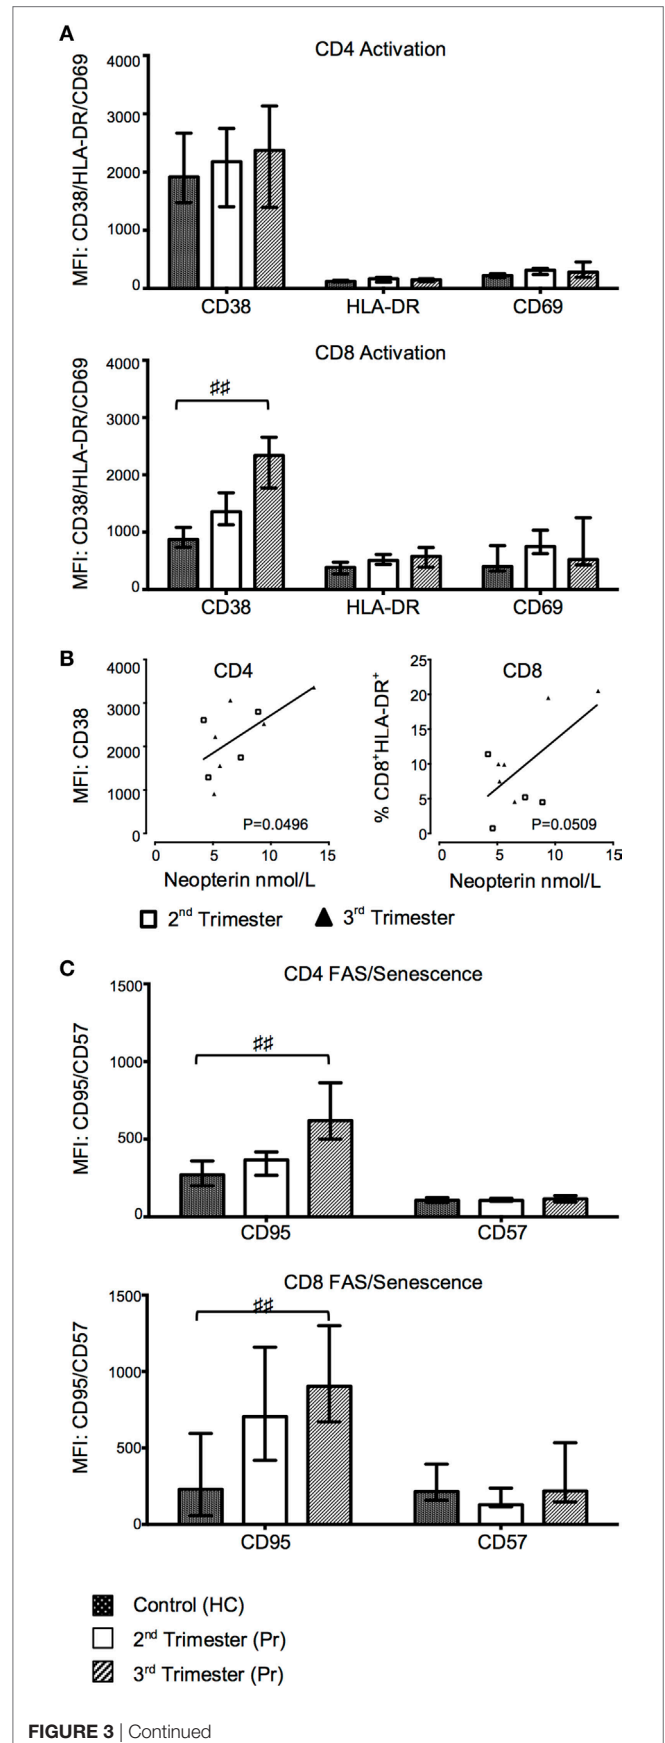 A
CD4 Activation
MFI: CD38/HLA-DR/CD69
4000
3000
2000
1000
0
CD38 HLA-DR CD69
CD8 Activation
MFI: CD38/HLA-DR/CD69
4000
3000
2000
1000
0
♯♯
CD38 HLA-DR CD69
B
CD4
MFI: CD38
4000
3000
2000
1000
0
P=0.0496
0 5 10 15
Neopterin nmol/L
CD8
% CD8⁺HLA-DR⁺
25
20
15
10
5
0
P=0.0509
0 5 10 15
Neopterin nmol/L
2nd Trimester 3rd Trimester
C
CD4 FAS/Senescence
MFI: CD95/CD57
1500
1000
500
0
♯♯
CD95 CD57
CD8 FAS/Senescence
MFI: CD95/CD57
1500
1000
500
0
♯♯
CD95 CD57
Control (HC)
2nd Trimester (Pr)
3rd Trimester (Pr)
FIGURE 3 | Continued